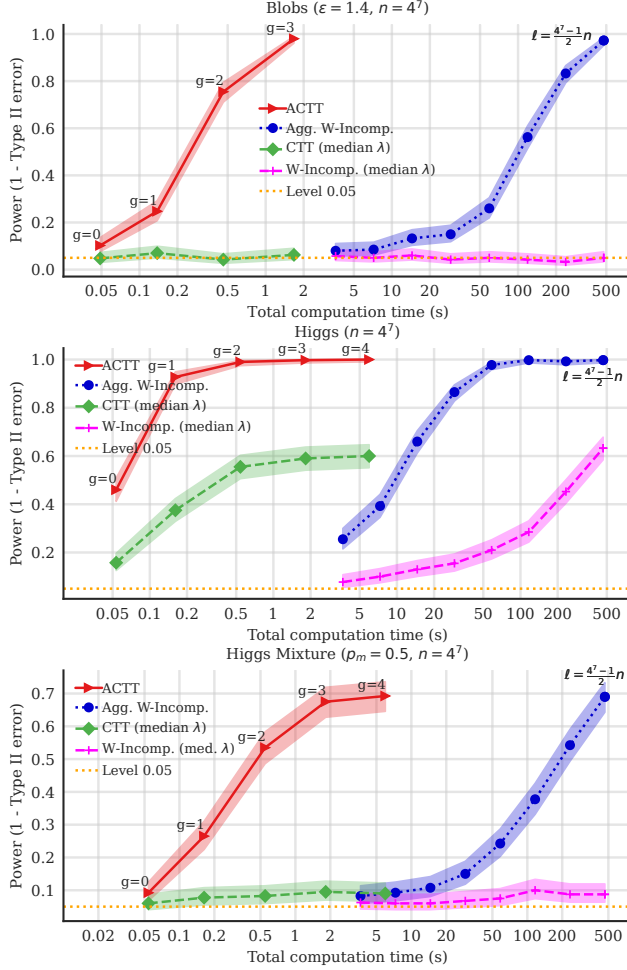 Blobs (ε = 1.4, n = 4⁷)
Power (1 - Type II error)
1.0
0.8
0.6
0.4
0.2
0.0
g=0
g=1
g=2
g=3
ℓ = (4⁷−1)/2 n
ACTT
Agg. W-Incomp.
CTT (median λ)
W-Incomp. (median λ)
Level 0.05
0.05 0.1 0.2 0.5 1 2 5 10 20 50 100 200 500
Total computation time (s)
Higgs (n = 4⁷)
Power (1 - Type II error)
1.0
0.8
0.6
0.4
0.2
g=0
g=1
g=2
g=3
g=4
ℓ = (4⁷−1)/2 n
ACTT
Agg. W-Incomp.
CTT (median λ)
W-Incomp. (median λ)
Level 0.05
0.05 0.1 0.2 0.5 1 2 5 10 20 50 100 200 500
Total computation time (s)
Higgs Mixture (pₘ = 0.5, n = 4⁷)
Power (1 - Type II error)
0.7
0.6
0.5
0.4
0.3
0.2
0.1
g=0
g=1
g=2
g=3
g=4
ℓ = (4⁷−1)/2 n
ACTT
Agg. W-Incomp.
CTT (median λ)
W-Incomp. (med. λ)
Level 0.05
0.02 0.05 0.1 0.2 0.5 1 2 5 10 20 50 100 200 500
Total computation time (s)